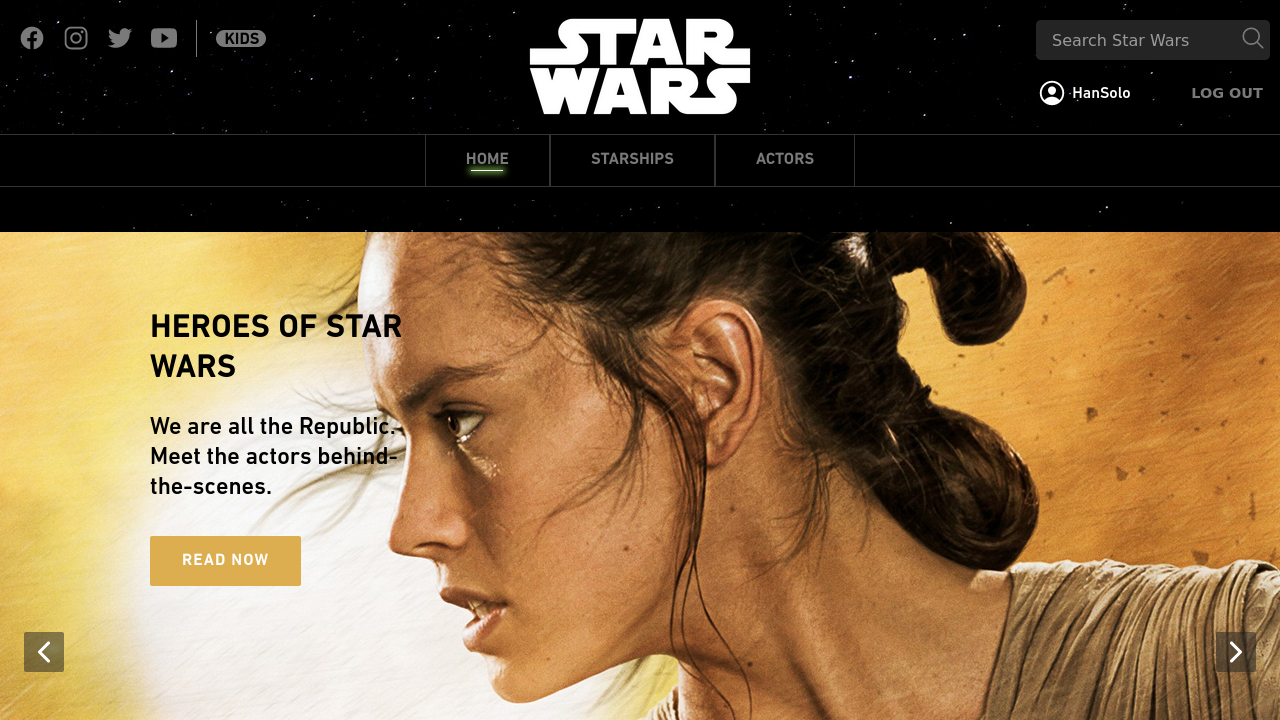 KIDS
STAR
WARS
Search Star Wars
HanSolo
LOG OUT
HOME
STARSHIPS
ACTORS
HEROES OF STAR
WARS
We are all the Republic.
Meet the actors behind-
the-scenes.
READ NOW